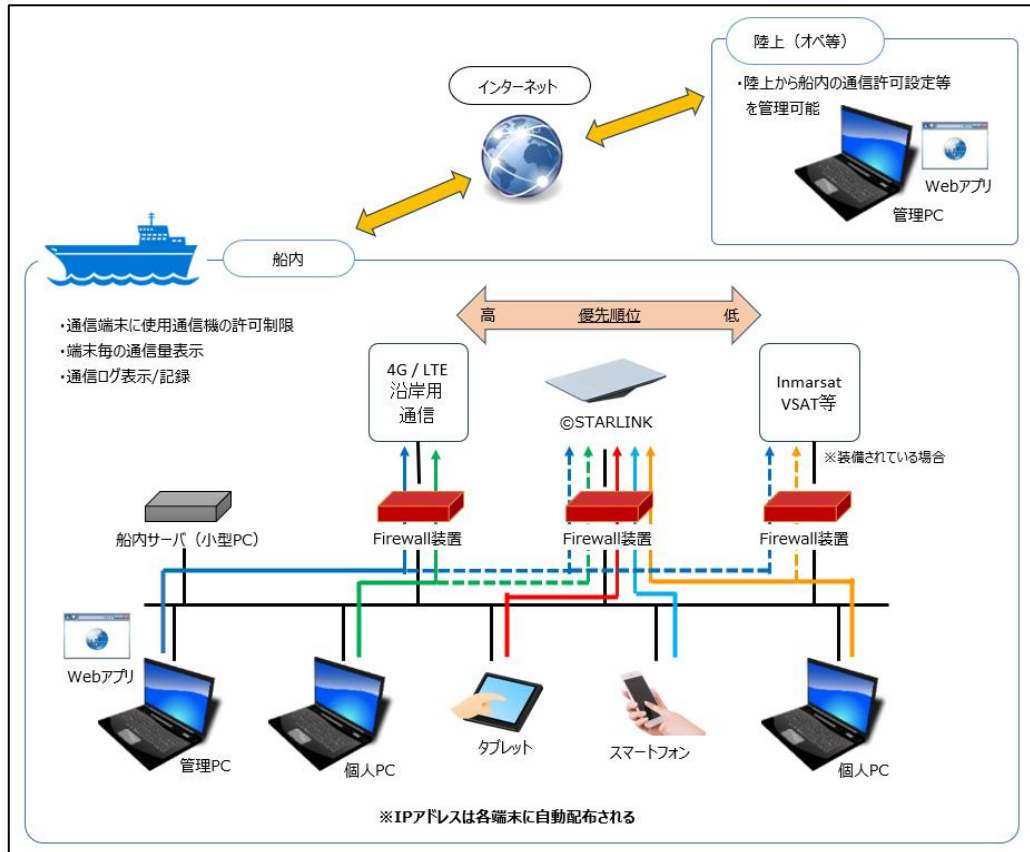 陸上（オペ等）
・陸上から船内の通信許可設定等
を管理可能
Webアプリ
管理PC
インターネット
船内
・通信端末に使用通信機の許可制限
・端末毎の通信量表示
・通信ログ表示/記録
高 優先順位 低
4G / LTE
沿岸用
通信
©STARLINK
Inmarsat
VSAT等
※装備されている場合
船内サーバ（小型PC）
Firewall装置
Firewall装置
Firewall装置
Webアプリ
管理PC
個人PC
タブレット
スマートフォン
個人PC
※IPアドレスは各端末に自動配布される